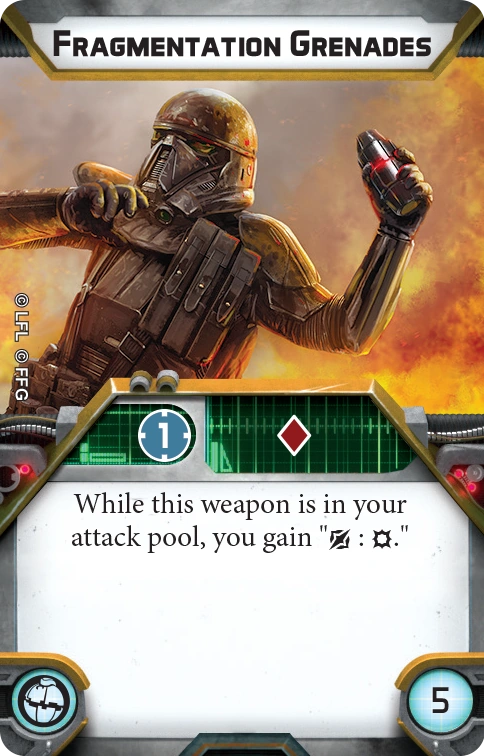 FRAGMENTATION GRENADES
© LFL © FFG
1
While this weapon is in your
attack pool, you gain " : ."
5